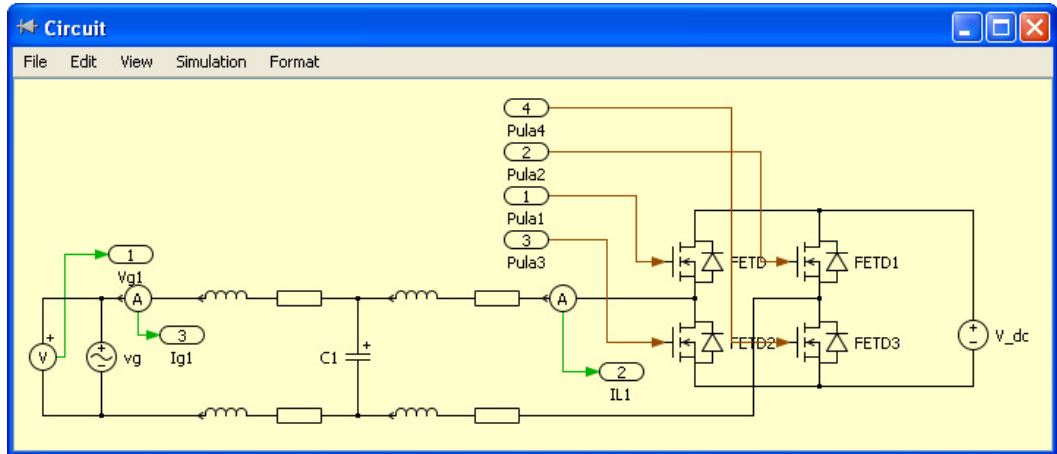 Circuit
File Edit View Simulation Format
4
Pula4
2
Pula2
1
Pula1
3
Pula3
1
Vg1
A
3
Ig1
V
+
+
−
vg
C1
+
A
2
IL1
FETD
FETD1
FETD2
FETD3
+
−
V_dc